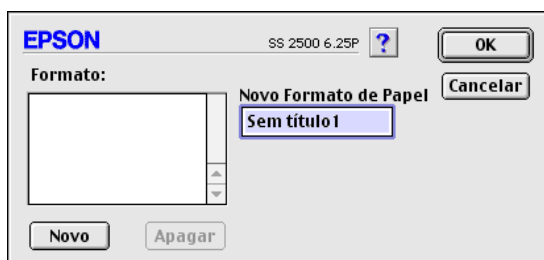 EPSON
SS 2500 6.25P
?
OK
Formato:
Novo Formato de Papel
Cancelar
Sem título1
Novo
Apagar